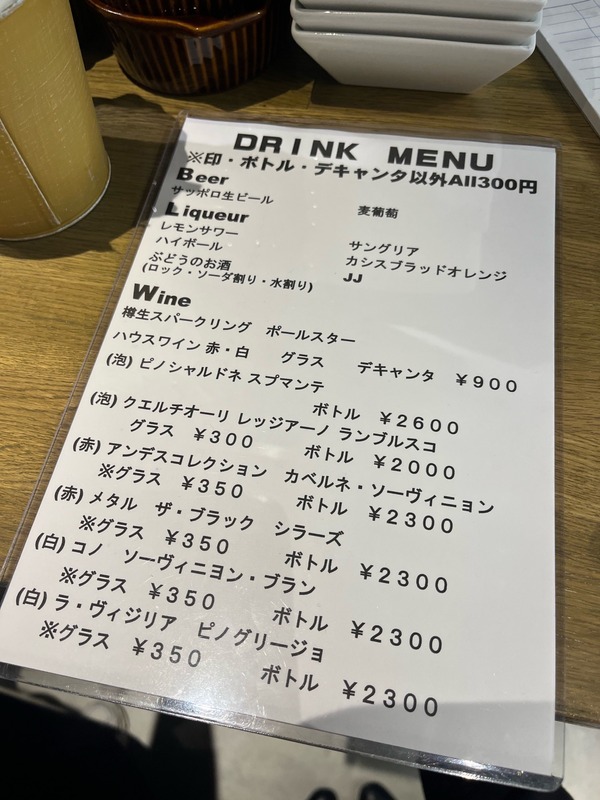 DRINK MENU
※印・ボトル・デキャンタ以外All300円
Beer
サッポロ生ビール 麦葡萄
Liqueur
レモンサワー サングリア
ハイボール カシスブラッドオレンジ
ぶどうのお酒 JJ
(ロック・ソーダ割り・水割り)
Wine
樽生スパークリング ポールスター
ハウスワイン 赤・白 グラス デキャンタ ¥900
(泡) ピノシャルドネ スプマンテ
ボトル ¥2600
(泡) クエルチオーリ レッジアーノ ランブルスコ
グラス ¥300 ボトル ¥2000
(赤) アンデスコレクション カベルネ・ソーヴィニョン
※グラス ¥350 ボトル ¥2300
(赤) メタル ザ・ブラック シラーズ
※グラス ¥350 ボトル ¥2300
(白) コノ ソーヴィニヨン・ブラン
※グラス ¥350 ボトル ¥2300
(白) ラ・ヴィジリア ピノグリージョ
※グラス ¥350 ボトル ¥2300